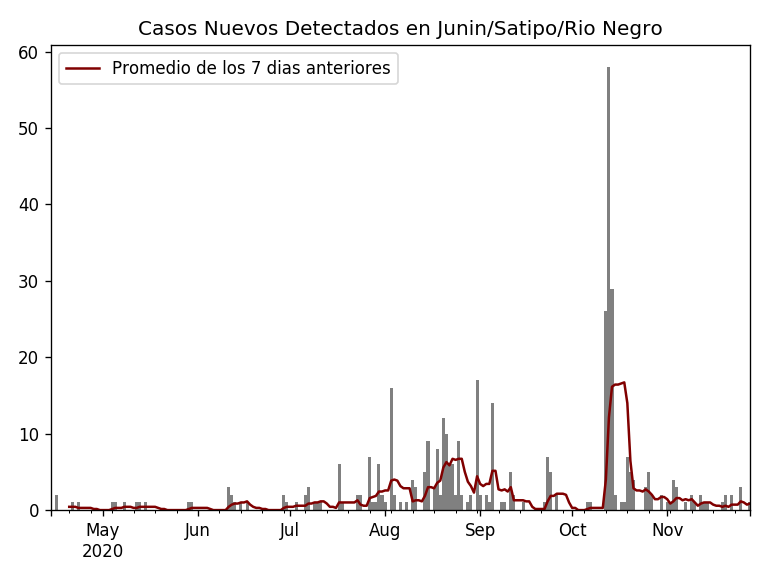 Casos Nuevos Detectados en Junin/Satipo/Rio Negro
Promedio de los 7 dias anteriores
60
50
40
30
20
10
0
May Jun Jul Aug Sep Oct Nov
2020